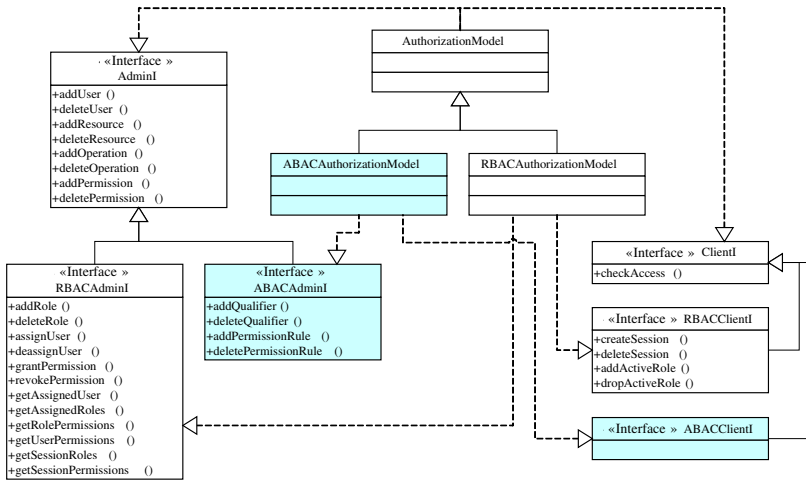 «Interface »
AdminI
+addUser ()
+deleteUser ()
+addResource ()
+deleteResource ()
+addOperation ()
+deleteOperation ()
+addPermission ()
+deletePermission ()
AuthorizationModel
ABACAuthorizationModel
RBACAuthorizationModel
«Interface »
RBACAdminI
+addRole ()
+deleteRole ()
+assignUser ()
+deassignUser ()
+grantPermission ()
+revokePermission ()
+getAssignedUser ()
+getAssignedRoles ()
+getRolePermissions ()
+getUserPermissions ()
+getSessionRoles ()
+getSessionPermissions ()
«Interface »
ABACAdminI
+addQualifier ()
+deleteQualifier ()
+addPermissionRule ()
+deletePermissionRule ()
«Interface » ClientI
+checkAccess ()
«Interface » RBACClientI
+createSession ()
+deleteSession ()
+addActiveRole ()
+dropActiveRole ()
«Interface » ABACClientI